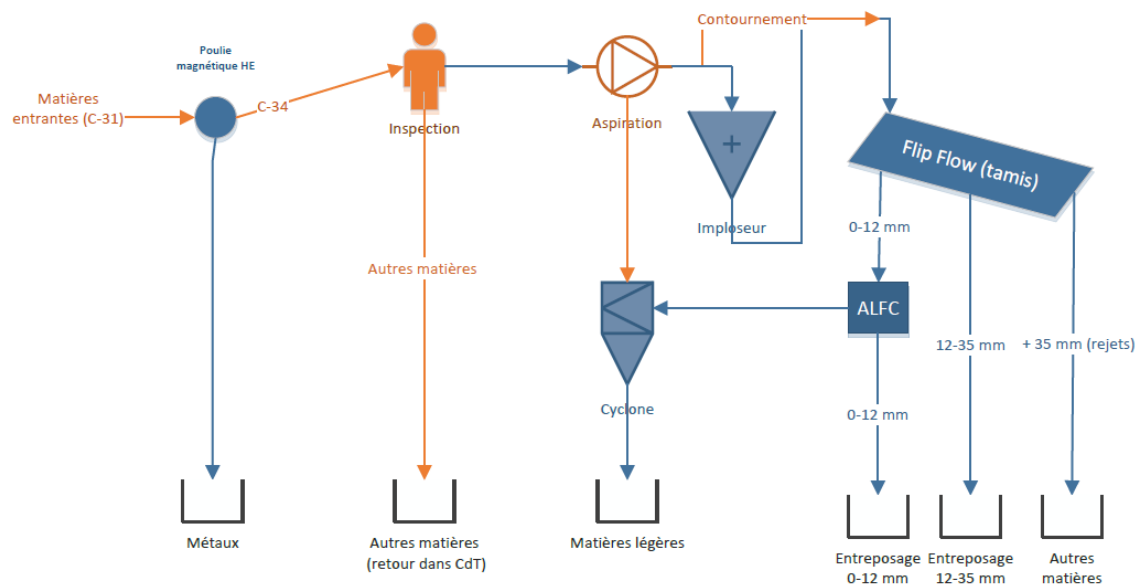 Contournement
Poulie
magnétique HE
Matières
entrantes (C-31)
C-34
Inspection
Aspiration
Imploseur
Flip Flow (tamis)
0-12 mm
Autres matières
ALFC
12-35 mm
+ 35 mm (rejets)
Cyclone
0-12 mm
Métaux
Autres matières
(retour dans CdT)
Matières légères
Entreposage
0-12 mm
Entreposage
12-35 mm
Autres
matières